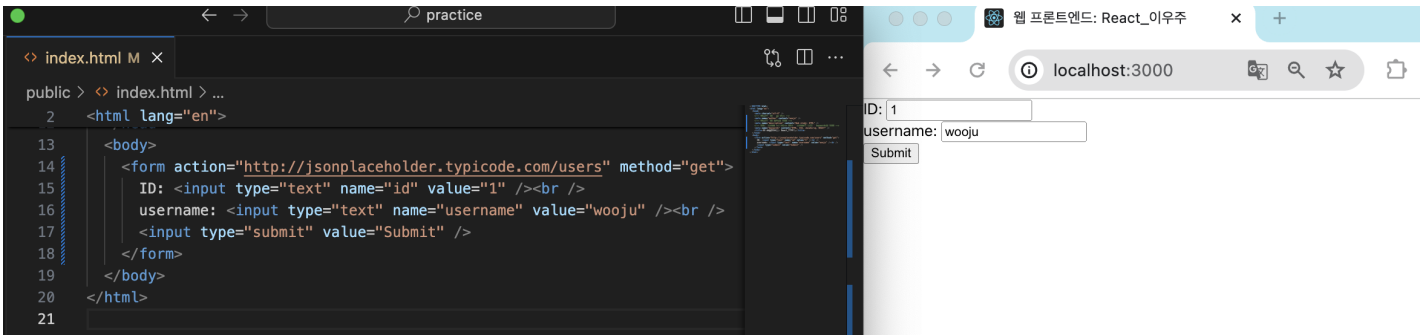 practice
index.html M
public > index.html > ...
2 <html lang="en">
13 <body>
14 <form action="http://jsonplaceholder.typicode.com/users" method="get">
15 ID: <input type="text" name="id" value="1" /><br />
16 username: <input type="text" name="username" value="wooju" /><br />
17 <input type="submit" value="Submit" />
18 </form>
19 </body>
20 </html>
21
웹 프론트엔드: React_이우주
localhost:3000
ID: 1
username: wooju
Submit